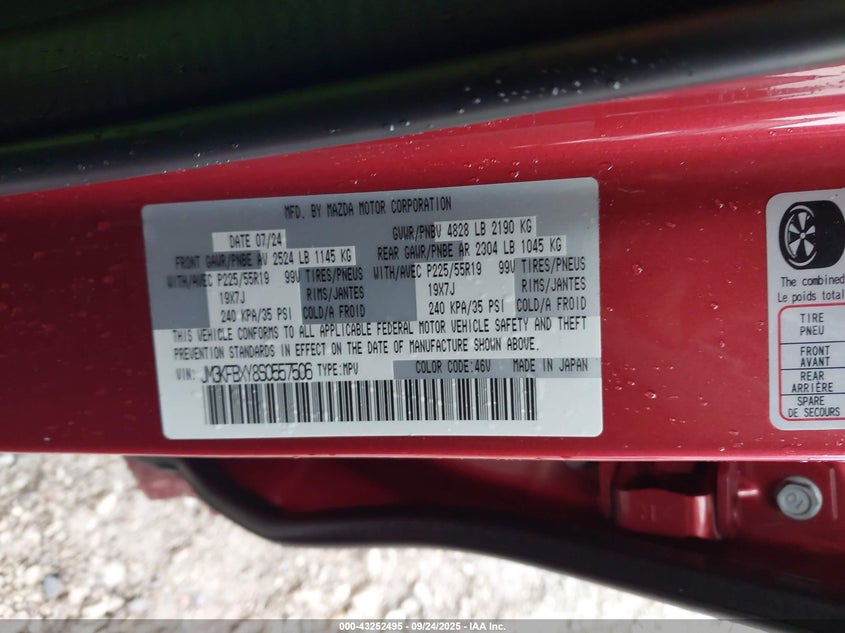 MFD. BY MAZDA MOTOR CORPORATION
DATE 07/24
GVWR/PNBV 4828 LB 2190 KG
FRONT GAWR/PNBE AV 2524 LB 1145 KG
REAR GAWR/PNBE AR 2304 LB 1045 KG
WITH/AVEC P225/55R19 99V TIRES/PNEUS
WITH/AVEC P225/55R19 99V TIRES/PNEUS
19X7J RIMS/JANTES
19X7J RIMS/JANTES
240 KPA/35 PSI COLD/A FROID
240 KPA/35 PSI COLD/A FROID
THIS VEHICLE CONFORMS TO ALL APPLICABLE FEDERAL MOTOR VEHICLE SAFETY AND THEFT
PREVENTION STANDARDS IN EFFECT ON THE DATE OF MANUFACTURE SHOWN ABOVE.
VIN: JM3KFBXY8S0557506 TYPE:MPV COLOR CODE:46V MADE IN JAPAN
The combined
Le poids total
TIRE
PNEU
FRONT
AVANT
REAR
ARRIÈRE
SPARE
DE SECOURS
10
000-43252495 - 09/24/2025 - © IAA Inc.